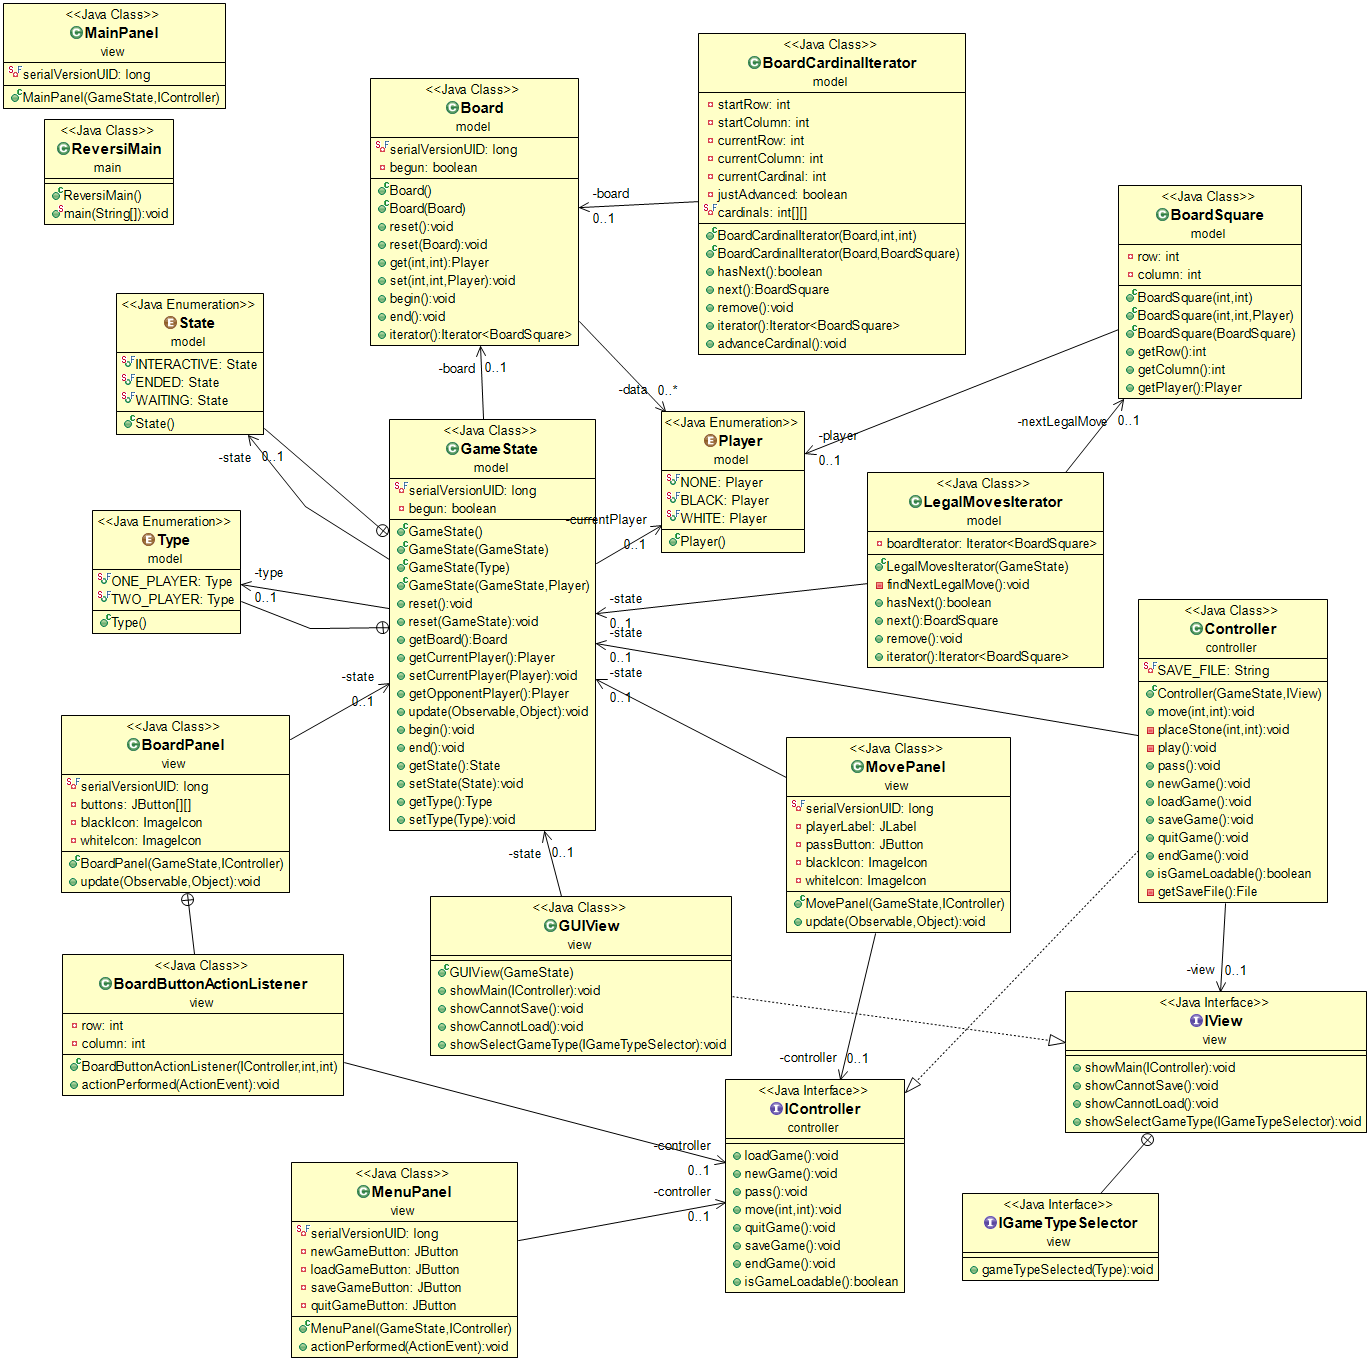 <<Java Class>>
MainPanel
view
serialVersionUID: long
MainPanel(GameState,IController)
<<Java Class>>
ReversiMain
main
ReversiMain()
main(String[]):void
<<Java Class>>
Board
model
serialVersionUID: long
begun: boolean
Board()
Board(Board)
reset():void
reset(Board):void
get(int,int):Player
set(int,int,Player):void
begin():void
end():void
iterator():Iterator<BoardSquare>
<<Java Class>>
BoardCardinalIterator
model
startRow: int
startColumn: int
currentRow: int
currentColumn: int
currentCardinal: int
justAdvanced: boolean
cardinals: int[][]
BoardCardinalIterator(Board,int,int)
BoardCardinalIterator(Board,BoardSquare)
hasNext():boolean
next():BoardSquare
remove():void
iterator():Iterator<BoardSquare>
advanceCardinal():void
-board
0..1
<<Java Class>>
BoardSquare
model
row: int
column: int
BoardSquare(int,int)
BoardSquare(int,int,Player)
BoardSquare(BoardSquare)
getRow():int
getColumn():int
getPlayer():Player
<<Java Enumeration>>
State
model
INTERACTIVE: State
ENDED: State
WAITING: State
State()
-state
0..1
-board
0..1
-data
0..*
<<Java Enumeration>>
Player
model
NONE: Player
BLACK: Player
WHITE: Player
Player()
-player
0..1
-nextLegalMove
0..1
<<Java Class>>
GameState
model
serialVersionUID: long
begun: boolean
GameState()
GameState(GameState)
GameState(Type)
GameState(GameState,Player)
reset():void
reset(GameState):void
getBoard():Board
getCurrentPlayer():Player
setCurrentPlayer(Player):void
getOpponentPlayer():Player
update(Observable,Object):void
begin():void
end():void
getState():State
setState(State):void
getType():Type
setType(Type):void
-currentPlayer
0..1
<<Java Class>>
LegalMovesIterator
model
boardIterator: Iterator<BoardSquare>
LegalMovesIterator(GameState)
findNextLegalMove():void
hasNext():boolean
next():BoardSquare
remove():void
iterator():Iterator<BoardSquare>
<<Java Enumeration>>
Type
model
ONE_PLAYER: Type
TWO_PLAYER: Type
Type()
-type
0..1
-state
0..1
-state
0..1
-state
0..1
-state
0..1
<<Java Class>>
Controller
controller
SAVE_FILE: String
Controller(GameState,IView)
move(int,int):void
placeStone(int,int):void
play():void
pass():void
newGame():void
loadGame():void
saveGame():void
quitGame():void
endGame():void
isGameLoadable():boolean
getSaveFile():File
<<Java Class>>
BoardPanel
view
serialVersionUID: long
buttons: JButton[][]
blackIcon: ImageIcon
whiteIcon: ImageIcon
BoardPanel(GameState,IController)
update(Observable,Object):void
<<Java Class>>
MovePanel
view
serialVersionUID: long
playerLabel: JLabel
passButton: JButton
blackIcon: ImageIcon
whiteIcon: ImageIcon
MovePanel(GameState,IController)
update(Observable,Object):void
-state
0..1
<<Java Class>>
GUIView
view
GUIView(GameState)
showMain(IController):void
showCannotSave():void
showCannotLoad():void
showSelectGameType(IGameTypeSelector):void
<<Java Class>>
BoardButtonActionListener
view
row: int
column: int
BoardButtonActionListener(IController,int,int)
actionPerformed(ActionEvent):void
-view
0..1
<<Java Interface>>
IView
view
showMain(IController):void
showCannotSave():void
showCannotLoad():void
showSelectGameType(IGameTypeSelector):void
-controller
0..1
<<Java Interface>>
IController
controller
loadGame():void
newGame():void
pass():void
move(int,int):void
quitGame():void
saveGame():void
endGame():void
isGameLoadable():boolean
-controller
0..1
-controller
0..1
<<Java Class>>
MenuPanel
view
serialVersionUID: long
newGameButton: JButton
loadGameButton: JButton
saveGameButton: JButton
quitGameButton: JButton
MenuPanel(GameState,IController)
actionPerformed(ActionEvent):void
<<Java Interface>>
IGameTypeSelector
view
gameTypeSelected(Type):void